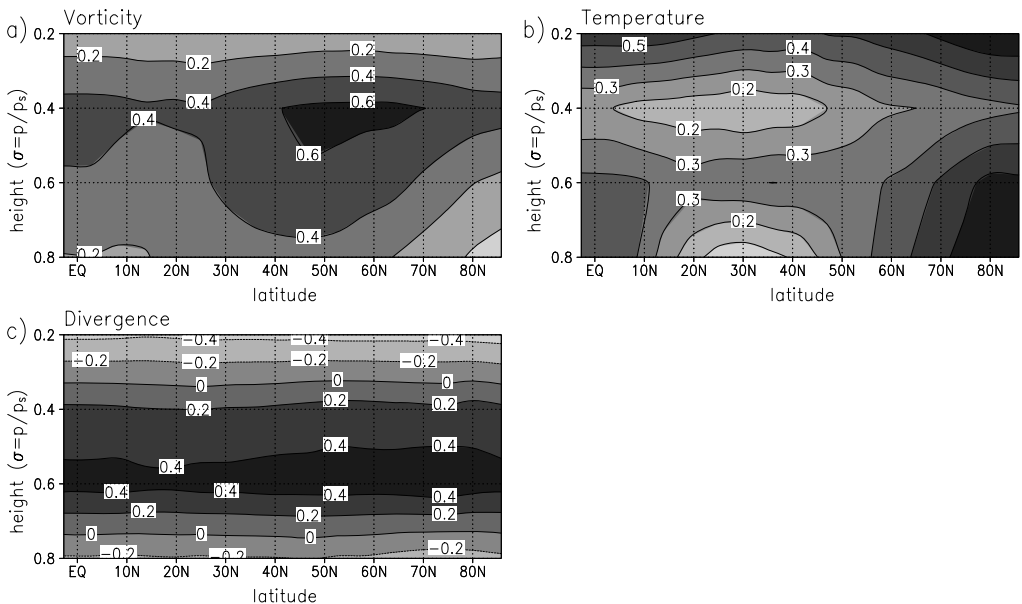 a) Vorticity
0.2
0.4
0.6
0.8
height (σ=p/pₛ)
0.2
0.2
0.2
0.4
0.4
0.4
0.6
0.6
0.4
0.2
EQ 10N 20N 30N 40N 50N 60N 70N 80N
latitude
b) Temperature
0.2
0.4
0.6
0.8
height (σ=p/pₛ)
0.5
0.4
0.3
0.3
0.2
0.2
0.3
0.3
0.3
0.2
EQ 10N 20N 30N 40N 50N 60N 70N 80N
latitude
c) Divergence
0.2
0.4
0.6
0.8
height (σ=p/pₛ)
−0.4 −0.4 −0.4
−0.2 −0.2 −0.2 −0.2
0 0 0
0.2 0.2 0.2
0.4 0.4 0.4
0.4 0.4 0.4 0.4
0.2 0.2 0.2
0 0 0
−0.2 −0.2 −0.2
EQ 10N 20N 30N 40N 50N 60N 70N 80N
latitude